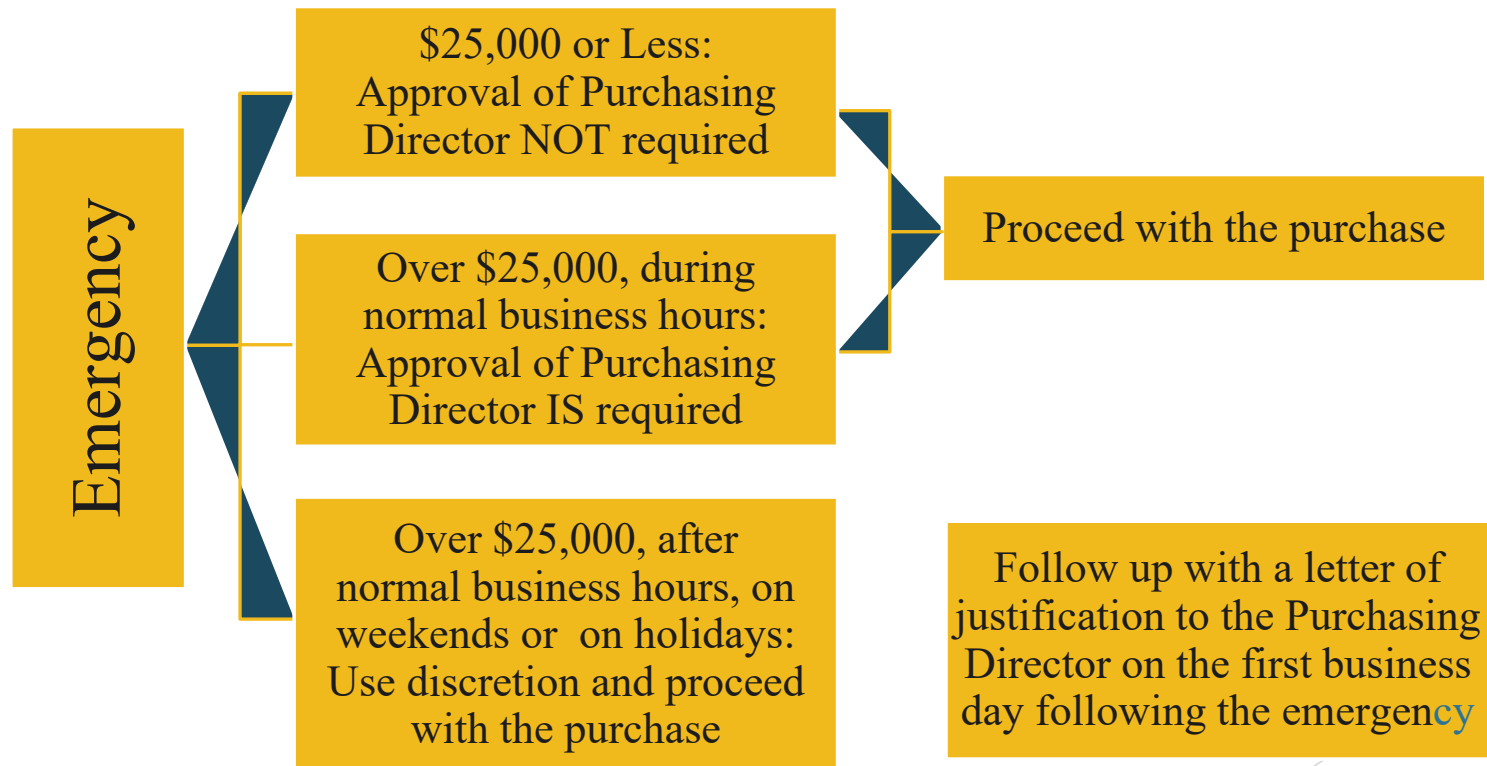 Emergency
$25,000 or Less:
Approval of Purchasing
Director NOT required
Over $25,000, during
normal business hours:
Approval of Purchasing
Director IS required
Over $25,000, after
normal business hours, on
weekends or  on holidays:
Use discretion and proceed
with the purchase
Proceed with the purchase
Follow up with a letter of
justification to the Purchasing
Director on the first business
day following the emergency